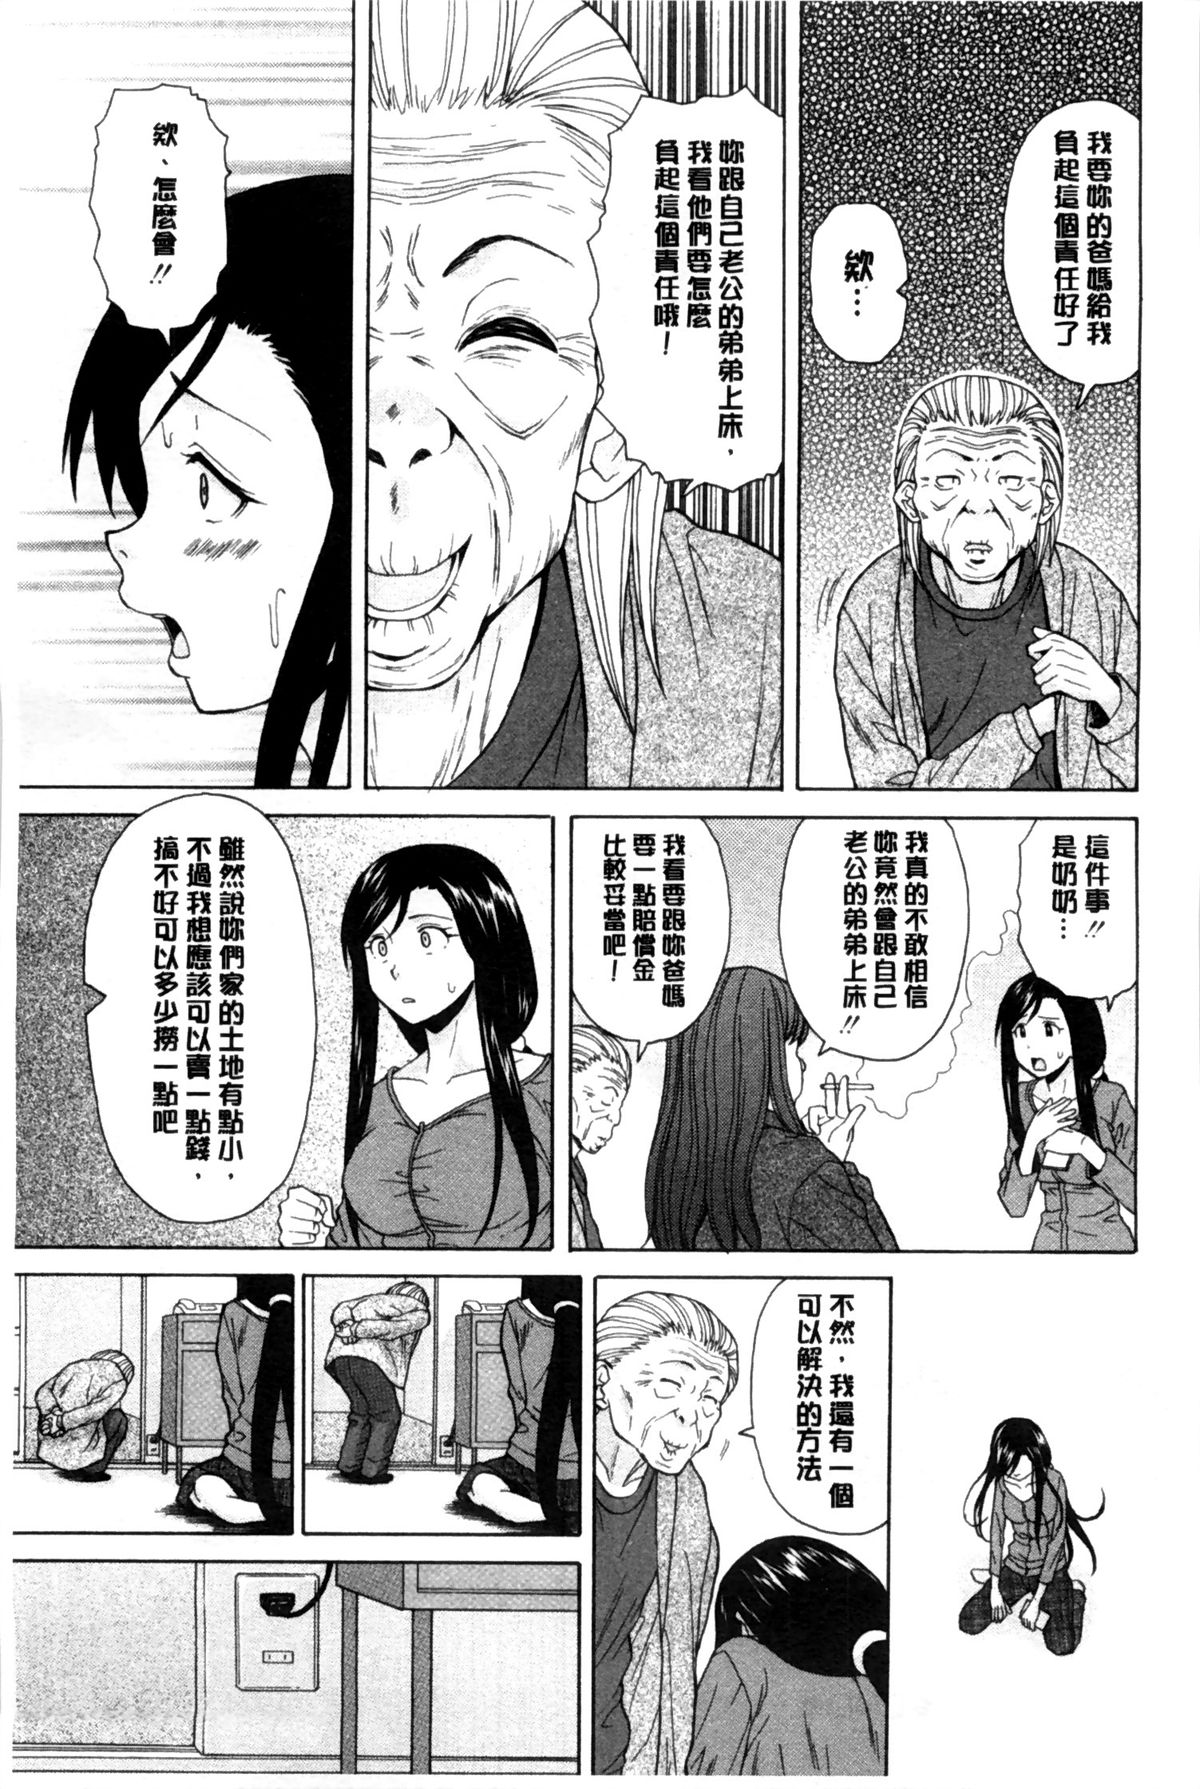 我要妳的爸媽給我
負起這個責任好了
欸…
妳跟自己老公的弟弟上床，
我看他們要怎麼
負起這個責任哦！
欸、怎麼會!!
這件事!!
是奶奶…
我真的不敢相信
妳竟然會跟自己
老公的弟弟上床!!
我看要跟妳爸媽
要一點賠償金
比較妥當吧！
雖然說妳們家的土地有點小，
不過我想應該可以賣一點錢，
搞不好可以多少撈一點吧
不然，我還有一個
可以解決的方法